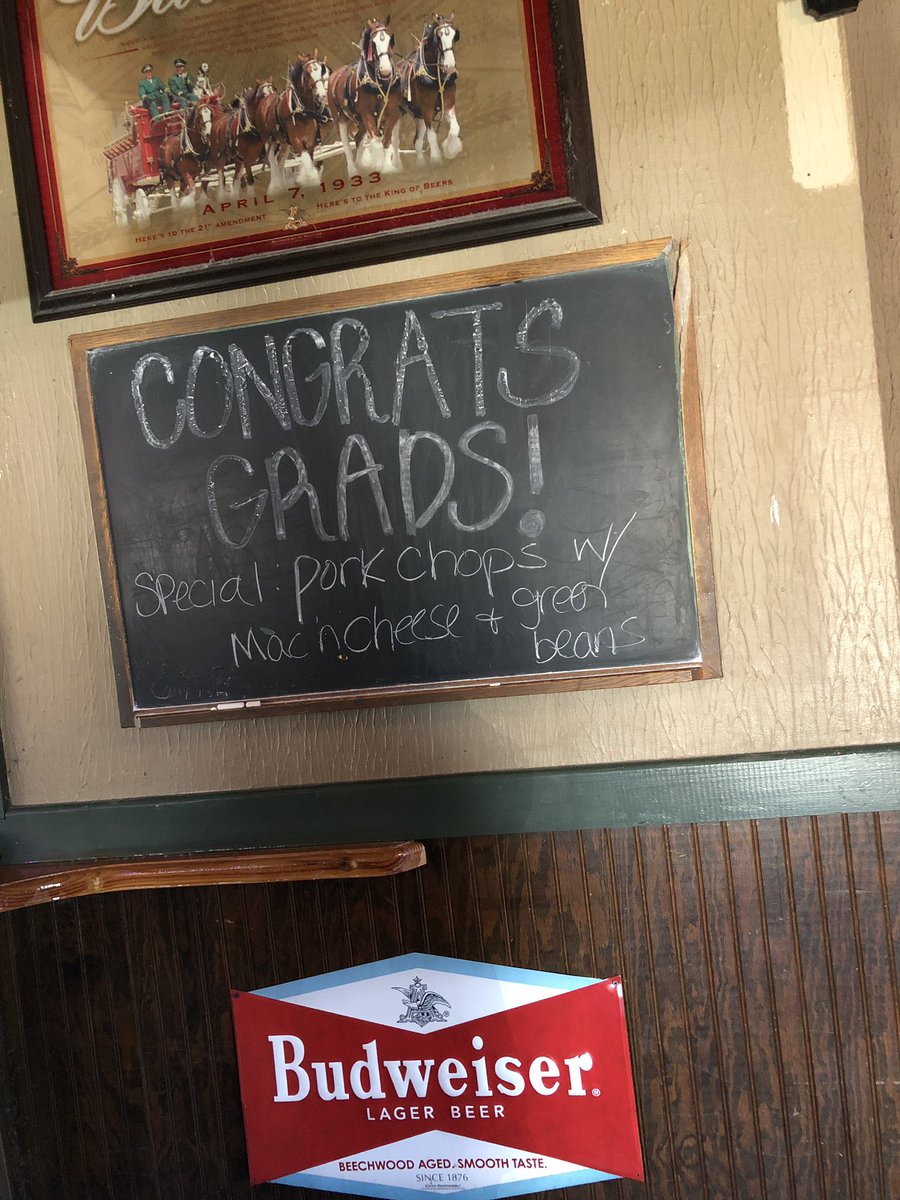 APRIL 7, 1933
HERE'S TO THE 21ST AMENDMENT HERE'S TO THE KING OF BEERS
CONGRATS
GRADS!
special: pork chops w/
Mac 'n Cheese + green
beans
Budweiser®
LAGER BEER
BEECHWOOD AGED, SMOOTH TASTE.
SINCE 1876